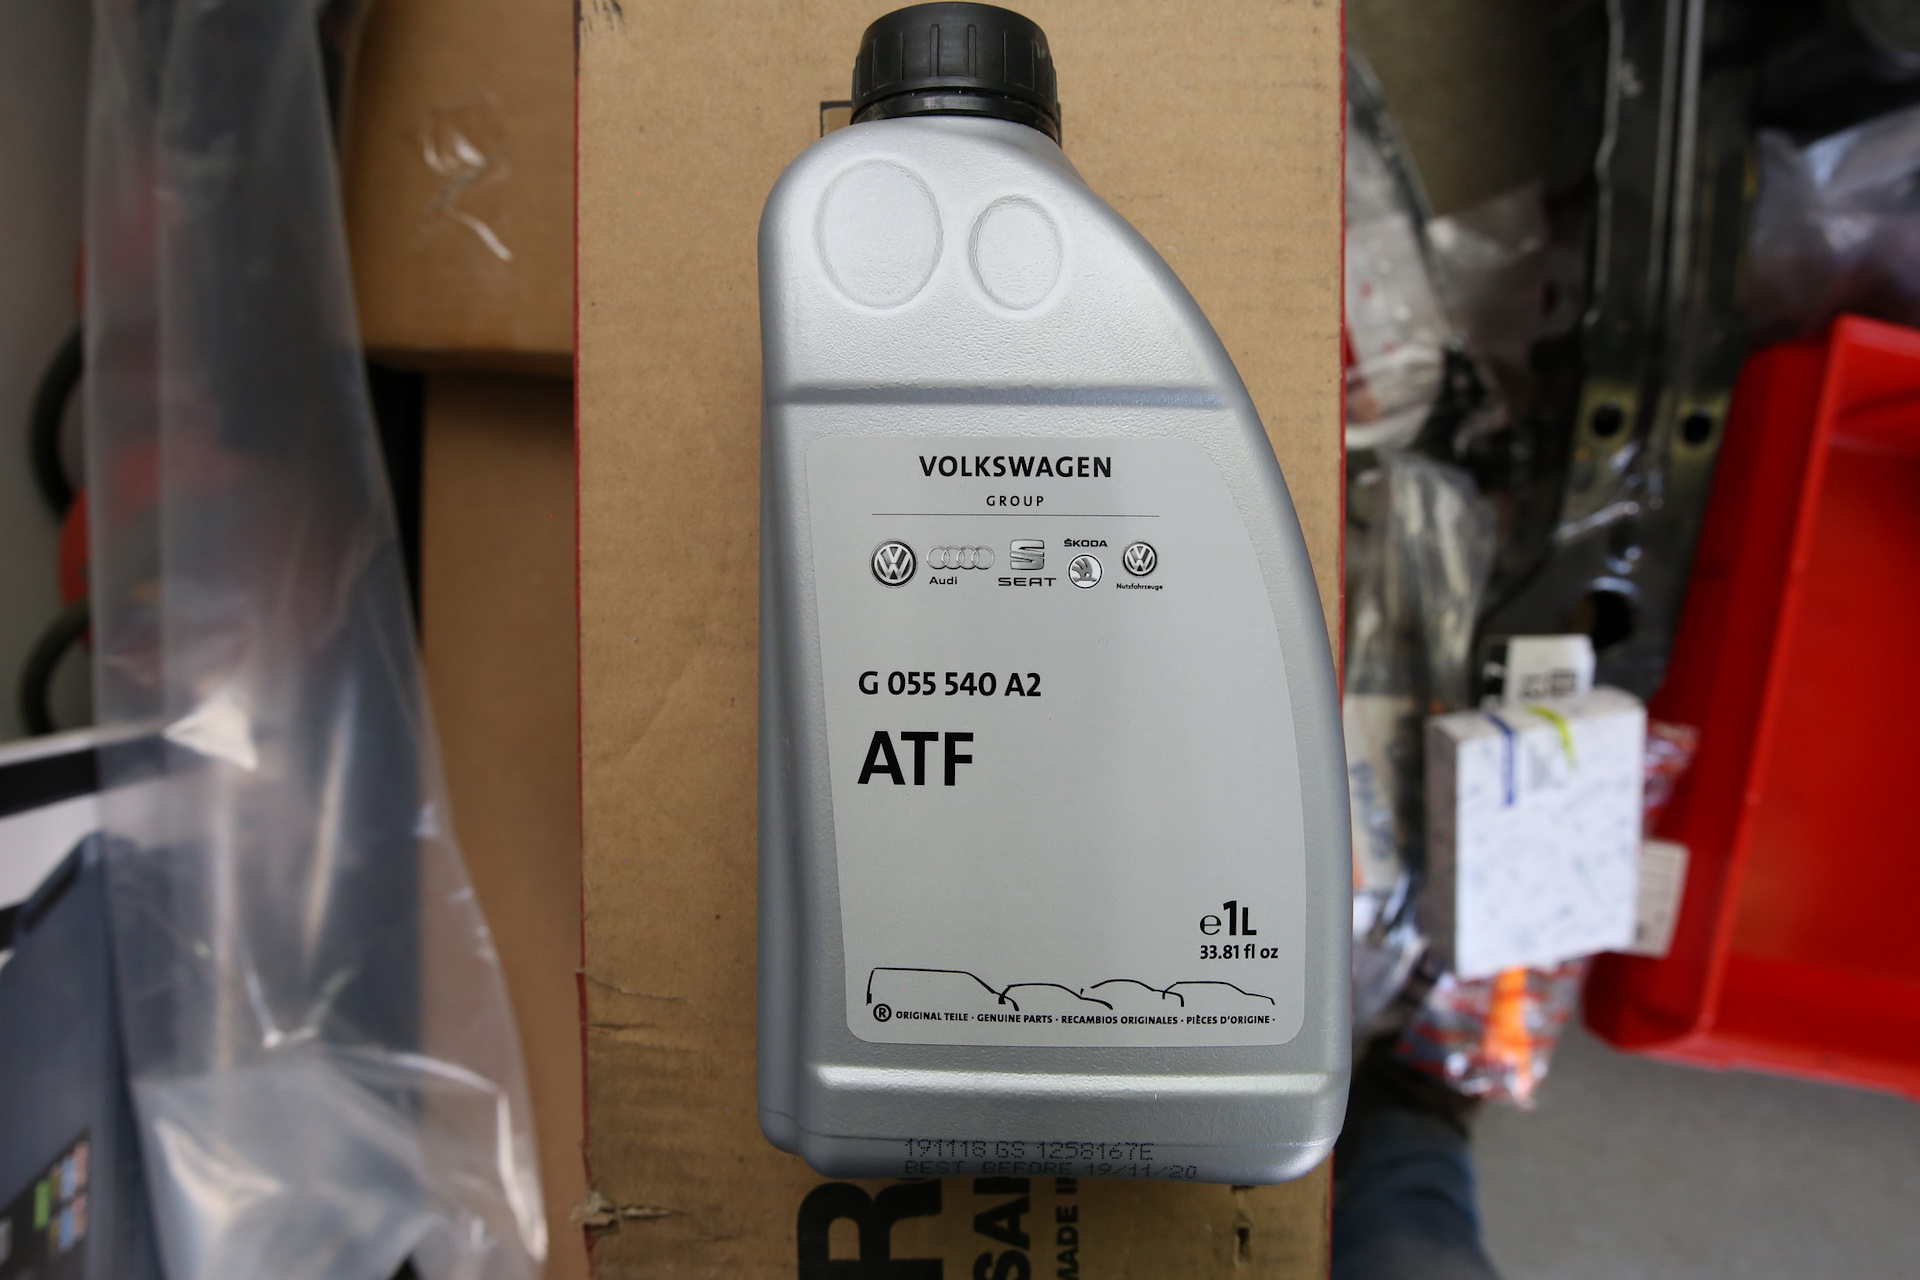 VOLKSWAGEN
GROUP
Audi
SEAT
ŠKODA
Nutzfahrzeuge
G 055 540 A2
ATF
e1L
33.81 fl oz
® ORIGINAL TEILE · GENUINE PARTS · RECAMBIOS ORIGINALES · PIÈCES D'ORIGINE ·
191118 GS 1258167E
BEST BEFORE 19/11/20
MADE